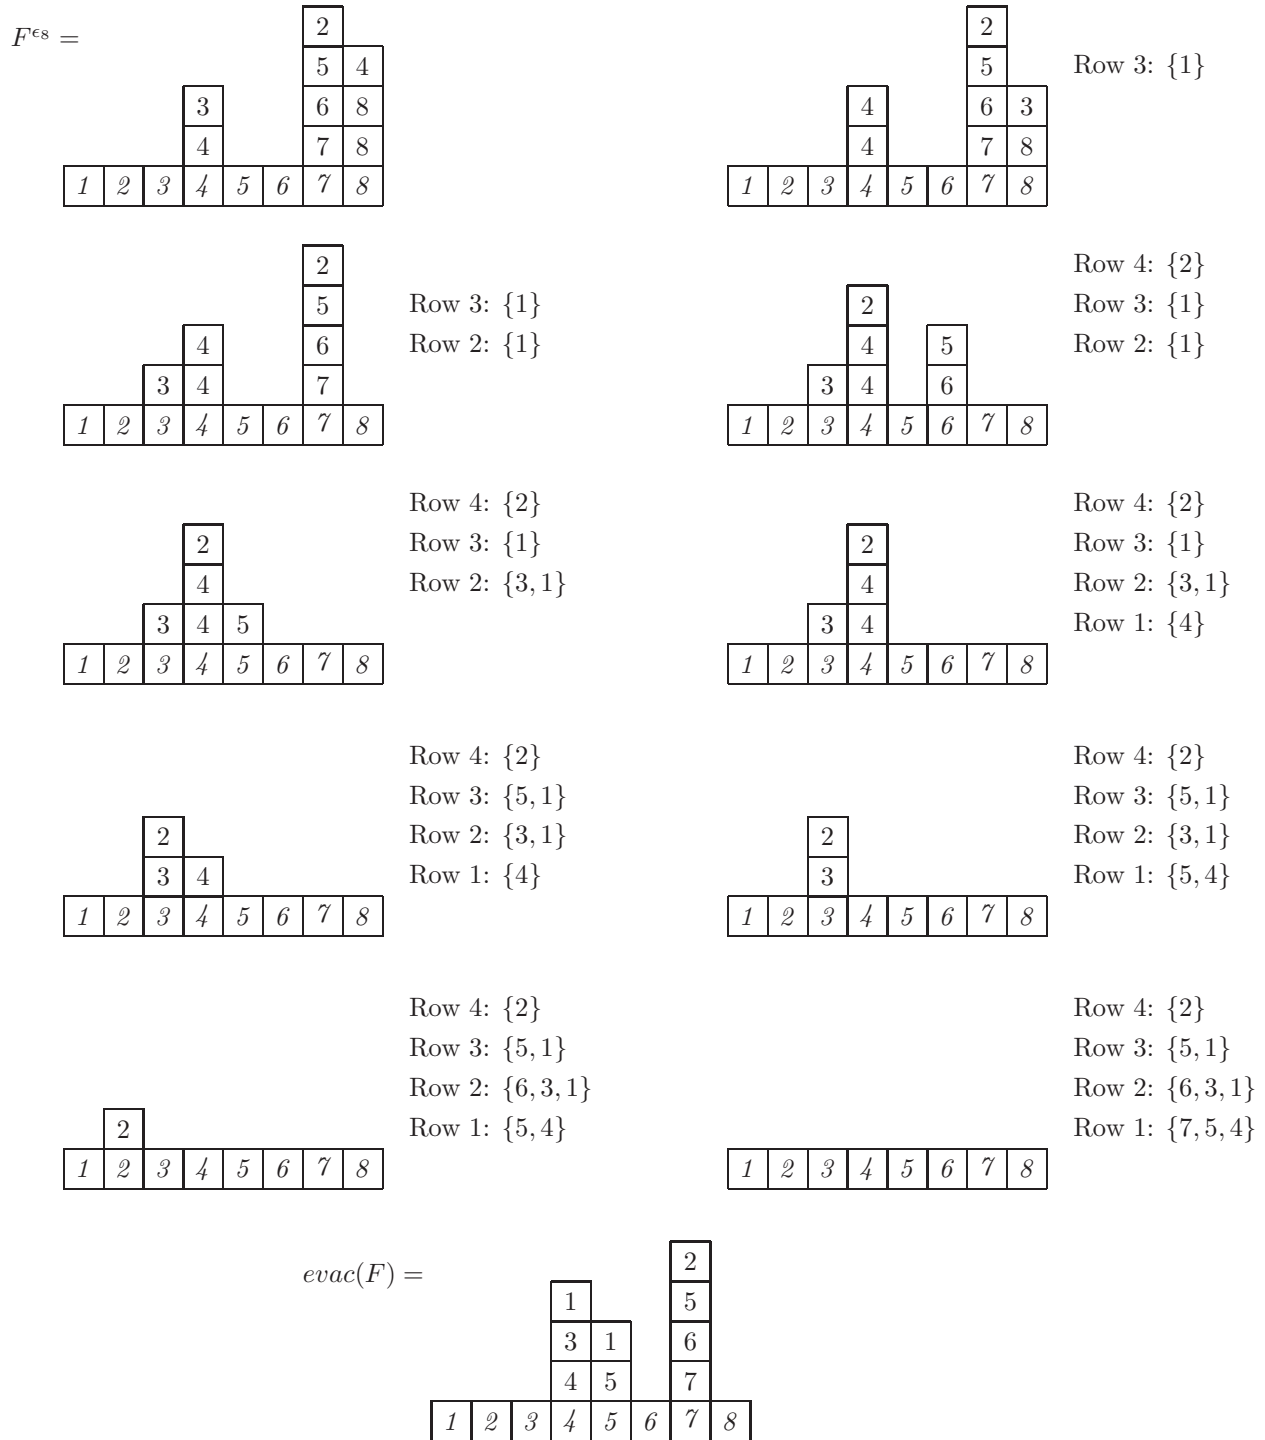 2
F^{ϵ_8} =
5 4
3 6 8
4 7 8
1 2 3 4 5 6 7 8
2
5 Row 3: {1}
4 6 3
4 7 8
1 2 3 4 5 6 7 8
2
5 Row 3: {1}
4 6 Row 2: {1}
3 4 7
1 2 3 4 5 6 7 8
Row 4: {2}
2 Row 3: {1}
4 5 Row 2: {1}
3 4 6
1 2 3 4 5 6 7 8
Row 4: {2}
2 Row 3: {1}
4 Row 2: {3, 1}
3 4 5
1 2 3 4 5 6 7 8
Row 4: {2}
2 Row 3: {1}
4 Row 2: {3, 1}
3 4 Row 1: {4}
1 2 3 4 5 6 7 8
Row 4: {2}
Row 3: {5, 1}
2 Row 2: {3, 1}
3 4 Row 1: {4}
1 2 3 4 5 6 7 8
Row 4: {2}
Row 3: {5, 1}
2 Row 2: {3, 1}
3 Row 1: {5, 4}
1 2 3 4 5 6 7 8
Row 4: {2}
Row 3: {5, 1}
Row 2: {6, 3, 1}
2 Row 1: {5, 4}
1 2 3 4 5 6 7 8
Row 4: {2}
Row 3: {5, 1}
Row 2: {6, 3, 1}
Row 1: {7, 5, 4}
1 2 3 4 5 6 7 8
2
evac(F) =
1 5
3 1 6
4 5 7
1 2 3 4 5 6 7 8